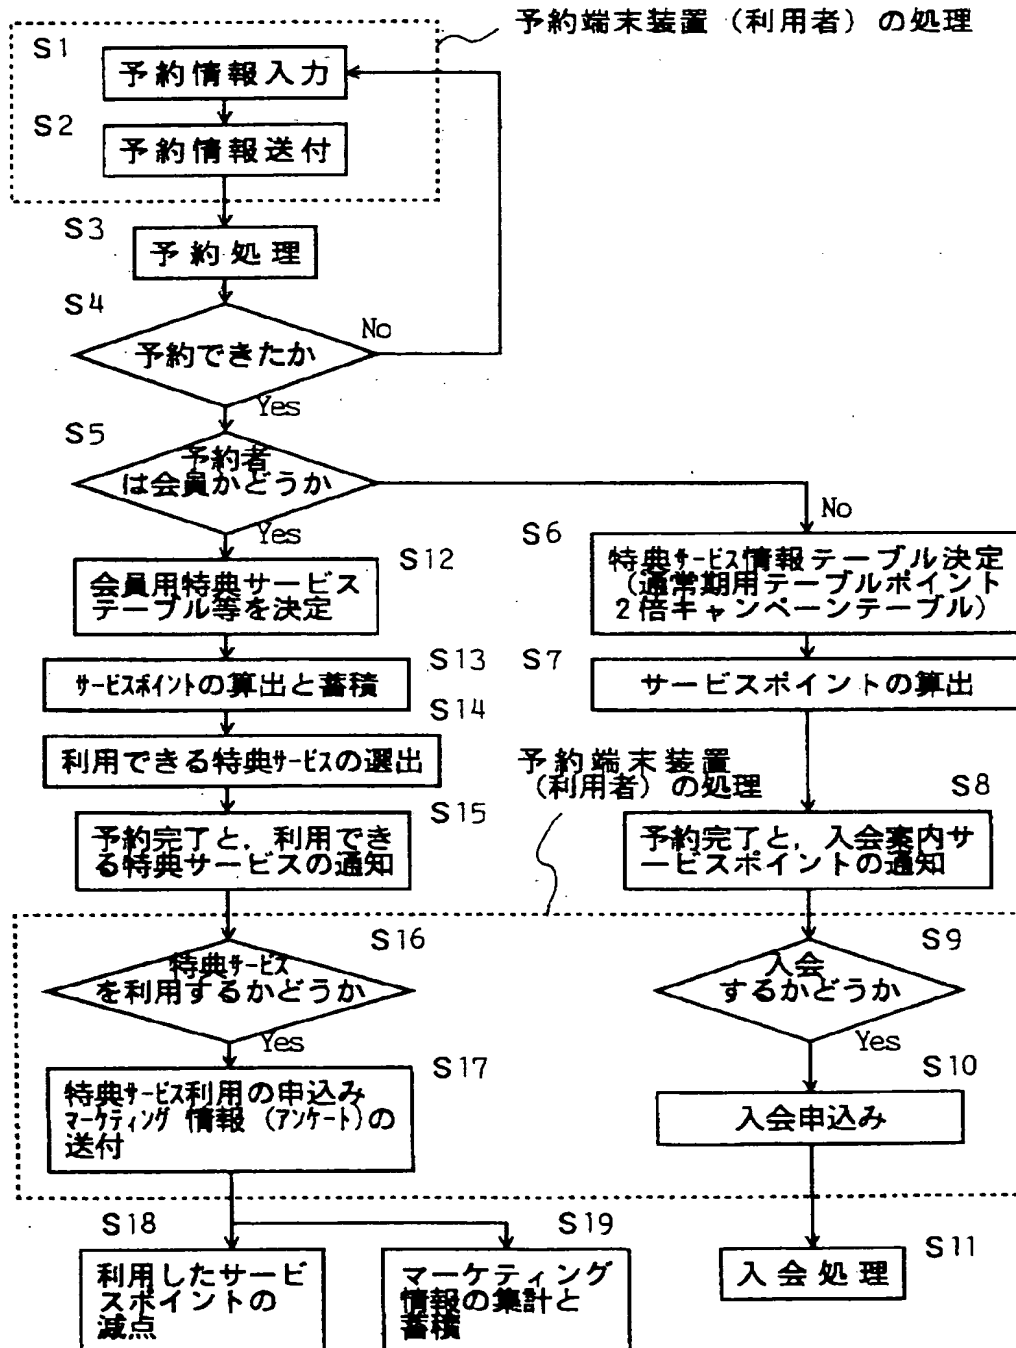 予約端末装置（利用者）の処理
S1
予約情報入力
S2
予約情報送付
S3
予約処理
S4
予約できたか
No
Yes
S5
予約者
は会員かどうか
No
Yes
S6
特典サービス情報テーブル決定
（通常期用テーブルポイント
2倍キャンペーンテーブル）
S12
会員用特典サービス
テーブル等を決定
S13
サービスポイントの算出と蓄積
S7
サービスポイントの算出
S14
利用できる特典サービスの選出
予約端末装置
（利用者）の処理
S8
予約完了と，入会案内サ
ービスポイントの通知
S15
予約完了と，利用でき
る特典サービスの通知
S16
特典サービス
を利用するかどうか
Yes
S9
入会
するかどうか
Yes
S17
特典サービス利用の申込み
マーケティング情報（アンケート）の
送付
S10
入会申込み
S18
利用したサービ
スポイントの
減点
S19
マーケティング
情報の集計と
蓄積
S11
入会処理